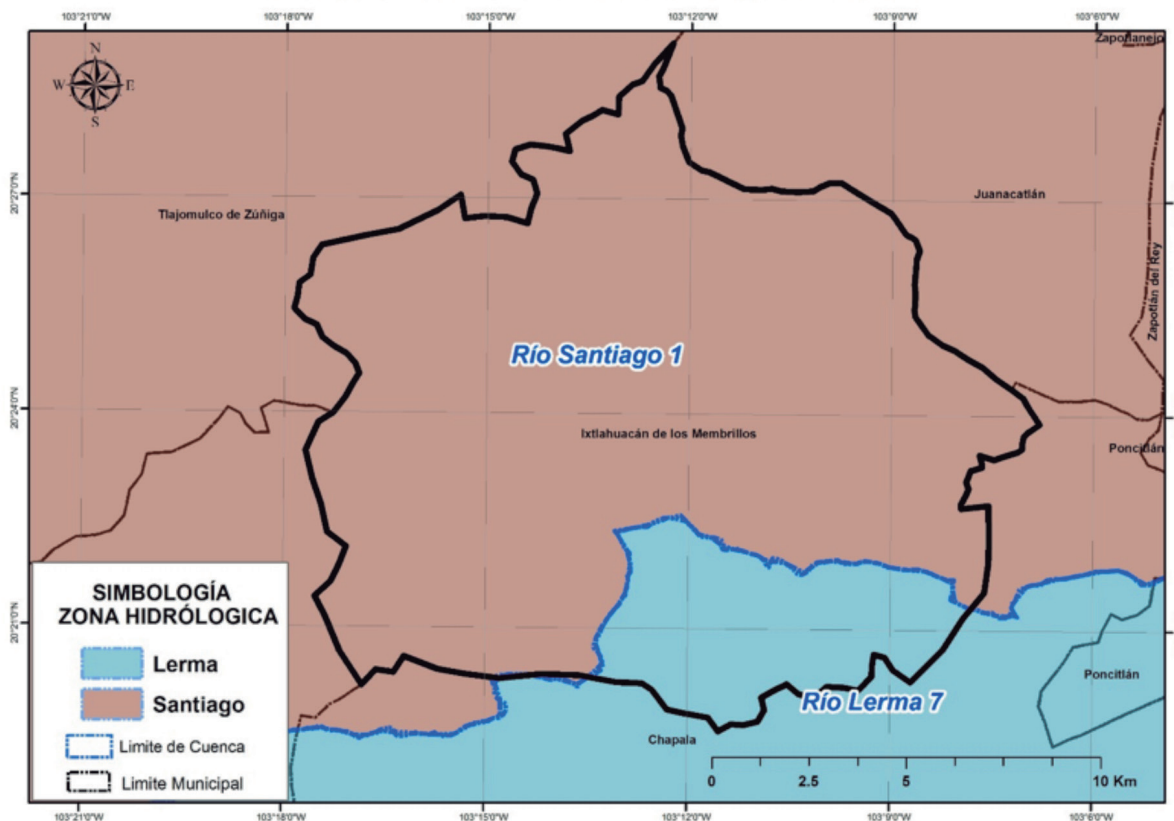 103°21'0"W 103°18'0"W 103°15'0"W 103°12'0"W 103°9'0"W 103°6'0"W
Zapotlanejo
N
W E
S
20°27'0"N
Juanacatlán
Tlajomulco de Zúñiga
Zapotlán del Rey
Río Santiago 1
20°24'0"N
Ixtlahuacán de los Membrillos
Poncitlán
SIMBOLOGÍA
ZONA HIDRÓLOGICA
20°21'0"N
Lerma
Poncitlán
Santiago
Río Lerma 7
Limite de Cuenca
Chapala
Limite Municipal
0 2.5 5 10 Km
103°21'0"W 103°18'0"W 103°15'0"W 103°12'0"W 103°9'0"W 103°6'0"W